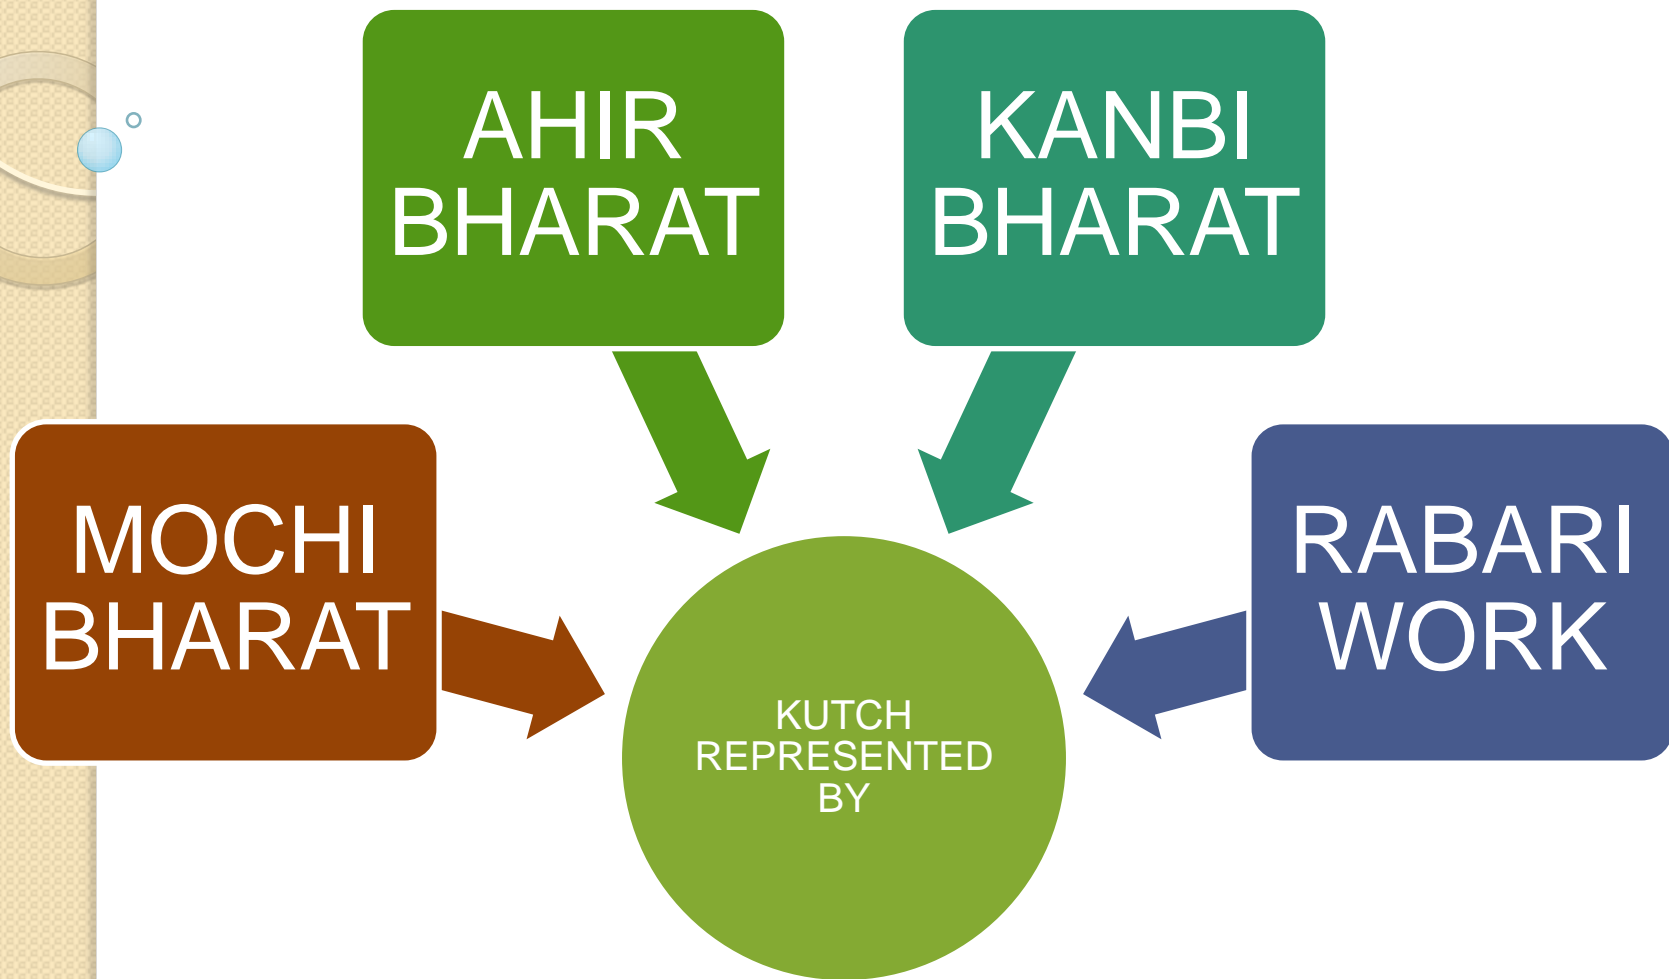 AHIR
BHARAT
KANBI
BHARAT
MOCHI
BHARAT
RABARI
WORK
KUTCH
REPRESENTED
BY